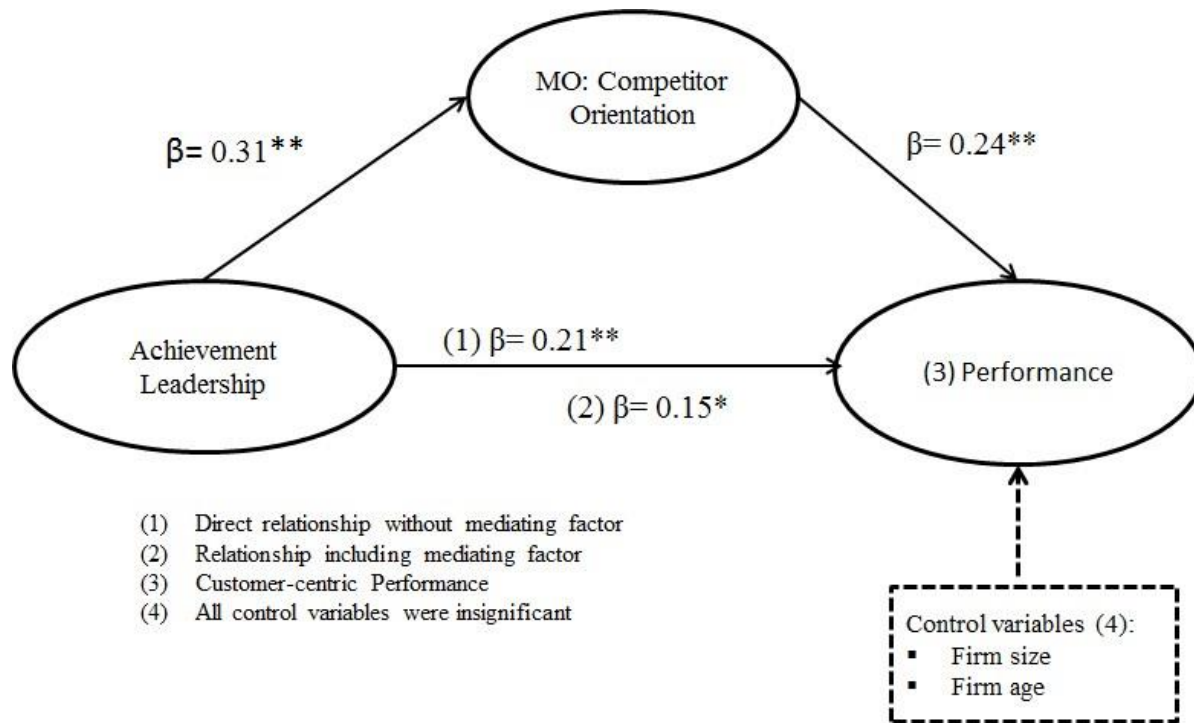 MO: Competitor
Orientation
β= 0.31**
β= 0.24**
Achievement
Leadership
(1) β= 0.21**
(2) β= 0.15*
(3) Performance
(1) Direct relationship without mediating factor
(2) Relationship including mediating factor
(3) Customer-centric Performance
(4) All control variables were insignificant
Control variables (4):
▪ Firm size
▪ Firm age